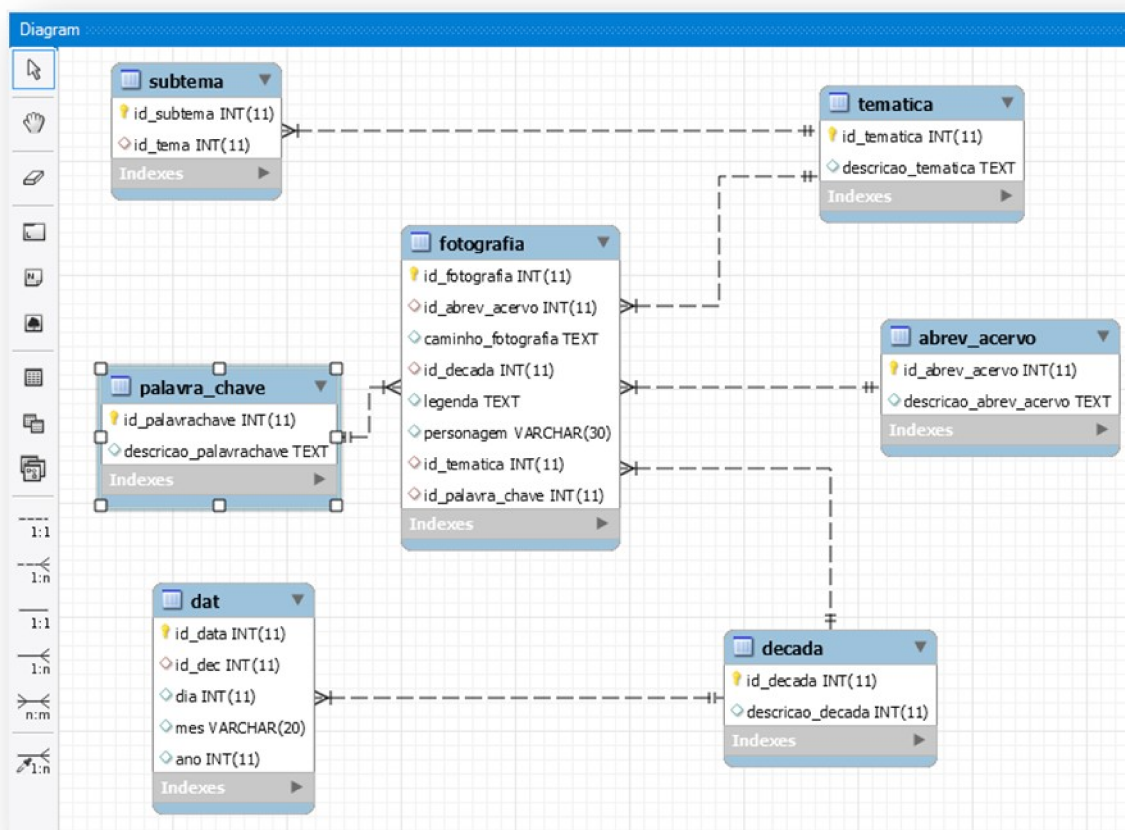 Diagram
subtema
id_subtema INT(11)
id_tema INT(11)
Indexes
tematica
id_tematica INT(11)
descricao_tematica TEXT
Indexes
fotografia
id_fotografia INT(11)
id_abrev_acervo INT(11)
caminho_fotografia TEXT
id_decada INT(11)
legenda TEXT
personagem VARCHAR(30)
id_tematica INT(11)
id_palavra_chave INT(11)
Indexes
abrev_acervo
id_abrev_acervo INT(11)
descricao_abrev_acervo TEXT
Indexes
palavra_chave
id_palavrachave INT(11)
descricao_palavrachave TEXT
Indexes
dat
id_data INT(11)
id_dec INT(11)
dia INT(11)
mes VARCHAR(20)
ano INT(11)
Indexes
decada
id_decada INT(11)
descricao_decada INT(11)
Indexes
1:1
1:n
1:1
1:n
n:m
1:n